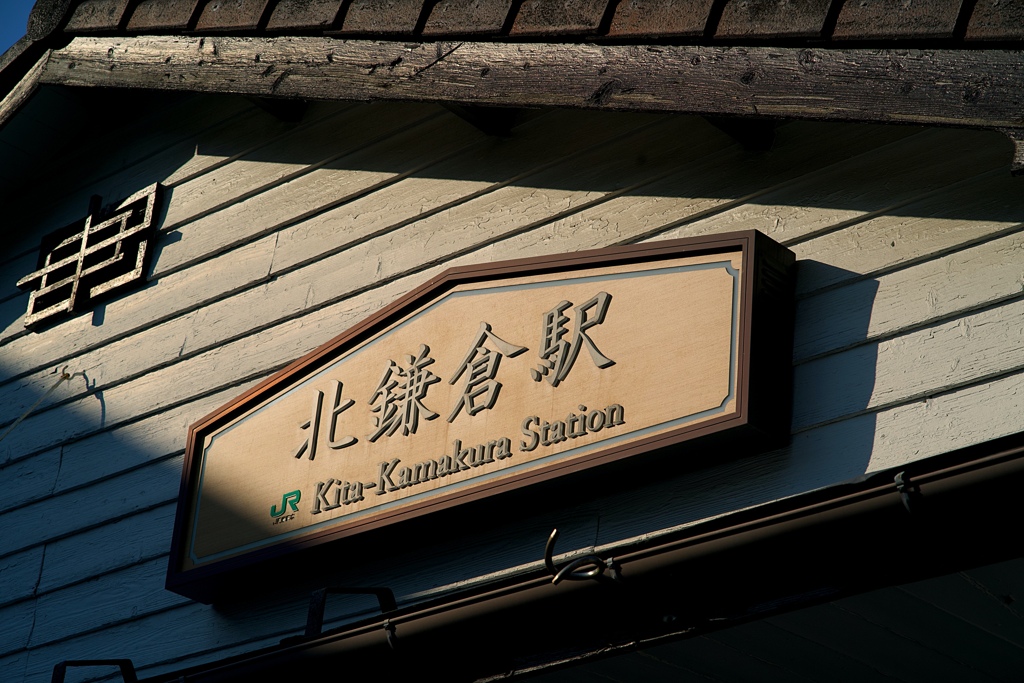 北鎌倉駅
Kita-Kamakura Station
JR